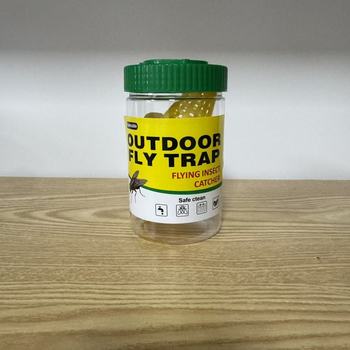 OUTDOOR
FLY TRAP
FLYING INSECT
CATCHER
Safe clean